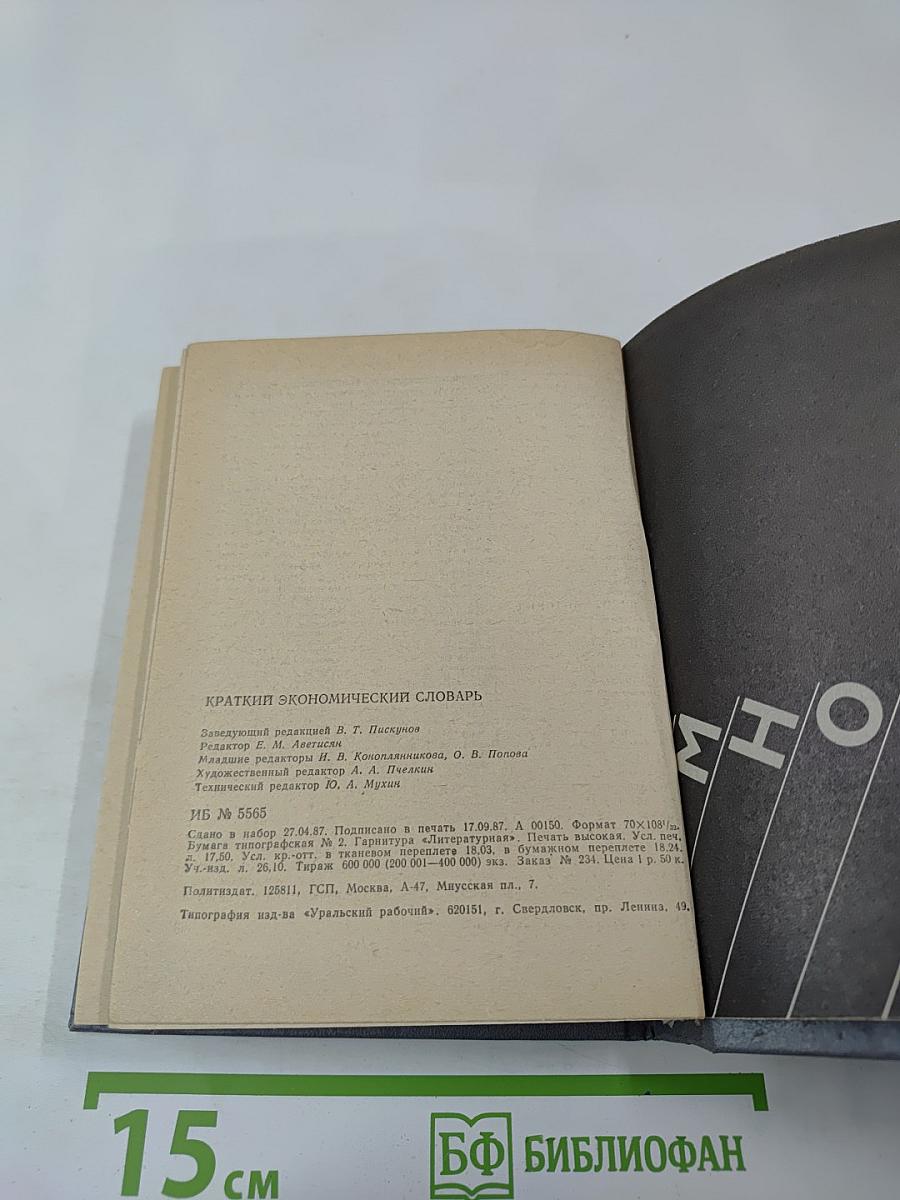 КРАТКИЙ ЭКОНОМИЧЕСКИЙ СЛОВАРЬ
Заведующий редакцией В. Т. Пискунов
Редактор Е. М. Аветисян
Младшие редакторы И. В. Коноплянникова, О. В. Попова
Художественный редактор А. А. Пчелкин
Технический редактор Ю. А. Мухин
ИБ № 5565
Сдано в набор 27.04.87. Подписано в печать 17.09.87. А 00150. Формат 70×108 1/32.
Бумага типографская № 2. Гарнитура «Литературная». Печать высокая. Усл. печ.
л. 17,50. Усл. кр.-отт. в тканевом переплете 18,03, в бумажном переплете 18,24.
Уч.-изд. л. 26,10. Тираж 600 000 (200 001—400 000) экз. Заказ № 234. Цена 1 р. 50 к.
Политиздат. 125811, ГСП, Москва, А-47, Миусская пл., 7.
Типография изд-ва «Уральский рабочий». 620151, г. Свердловск, пр. Ленина, 49.
М Н О
15 см
БФ БИБЛИОФАН